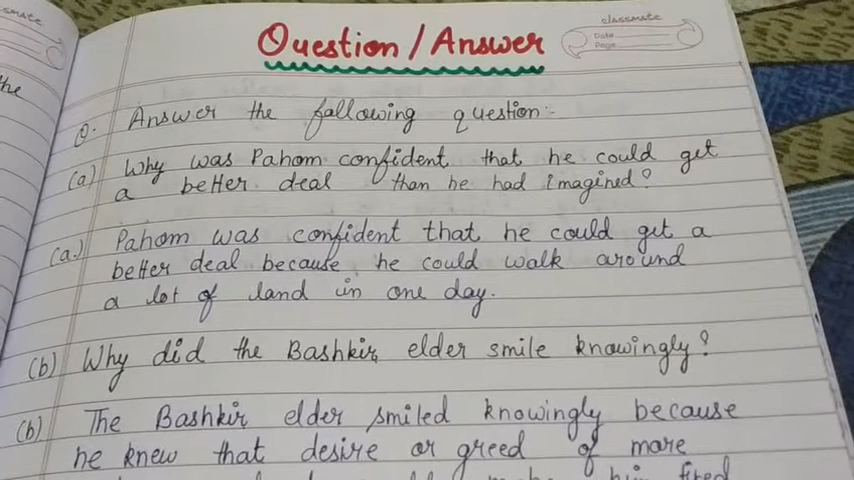 the
Question / Answer
classmate
Date
Page
Q. Answer the following question:-
(a) Why was Pahom confident that he could get
a better deal than he had imagined?
(a.) Pahom was confident that he could get a
better deal because he could walk around
a lot of land in one day.
(b) Why did the Bashkir elder smile knowingly?
(b) The Bashkir elder smiled knowingly because
he knew that desire or greed of more
him tired